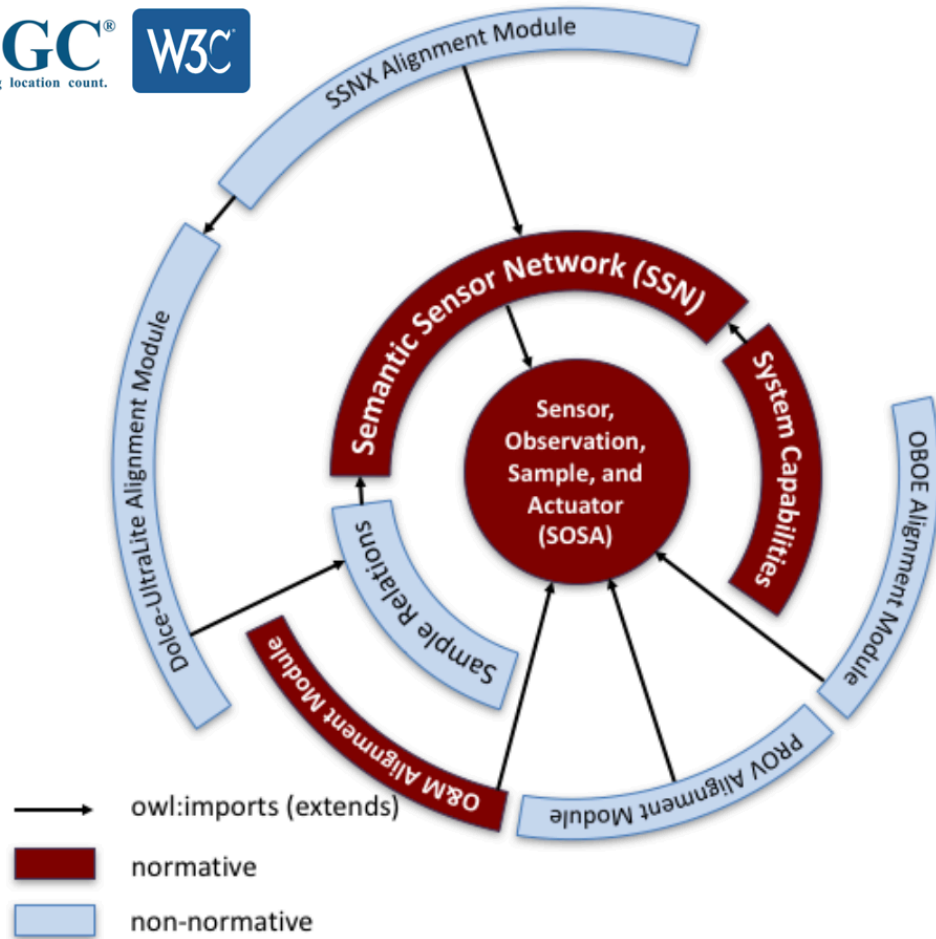 GC®
location count.
W3C
SSNX Alignment Module
Semantic Sensor Network (SSN)
System Capabilities
Dolce-UltraLite Alignment Module
Sensor,
Observation,
Sample, and
Actuator
(SOSA)
OBOE Alignment Module
Sample Relations
O&M Alignment Module
PROV Alignment Module
owl:imports (extends)
normative
non-normative